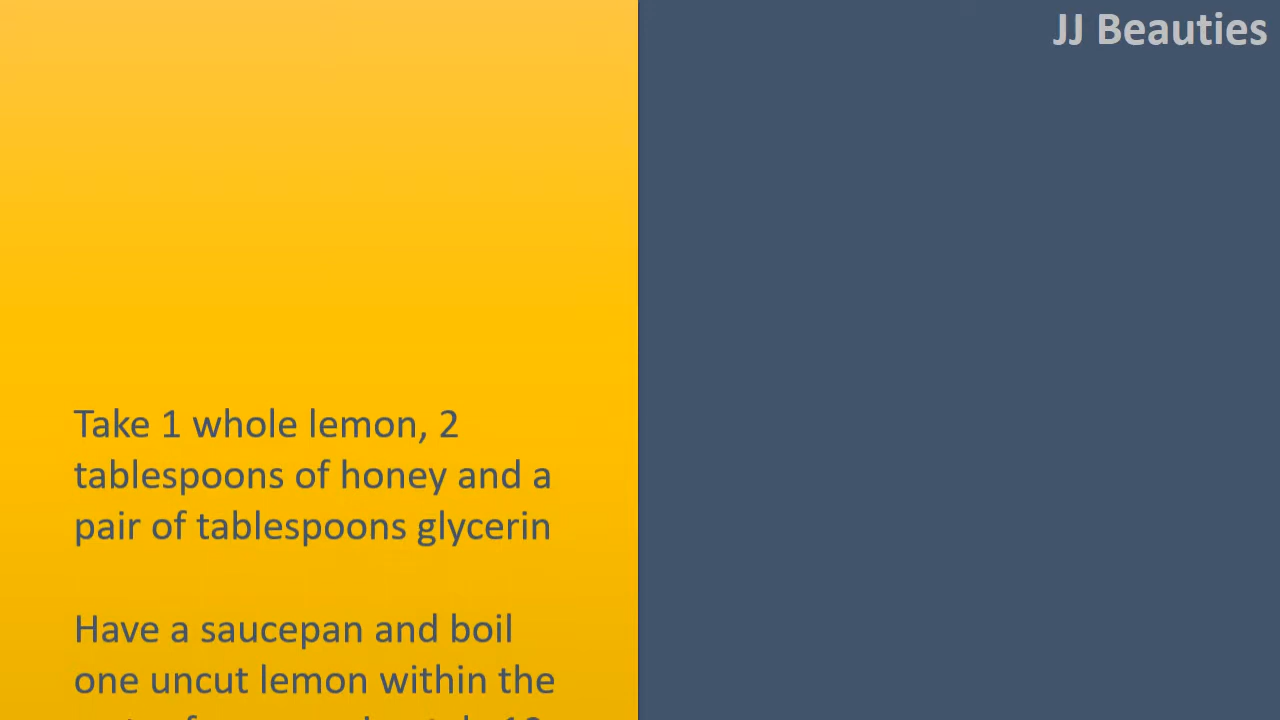 JJ Beauties
Take 1 whole lemon, 2
tablespoons of honey and a
pair of tablespoons glycerin
Have a saucepan and boil
one uncut lemon within the